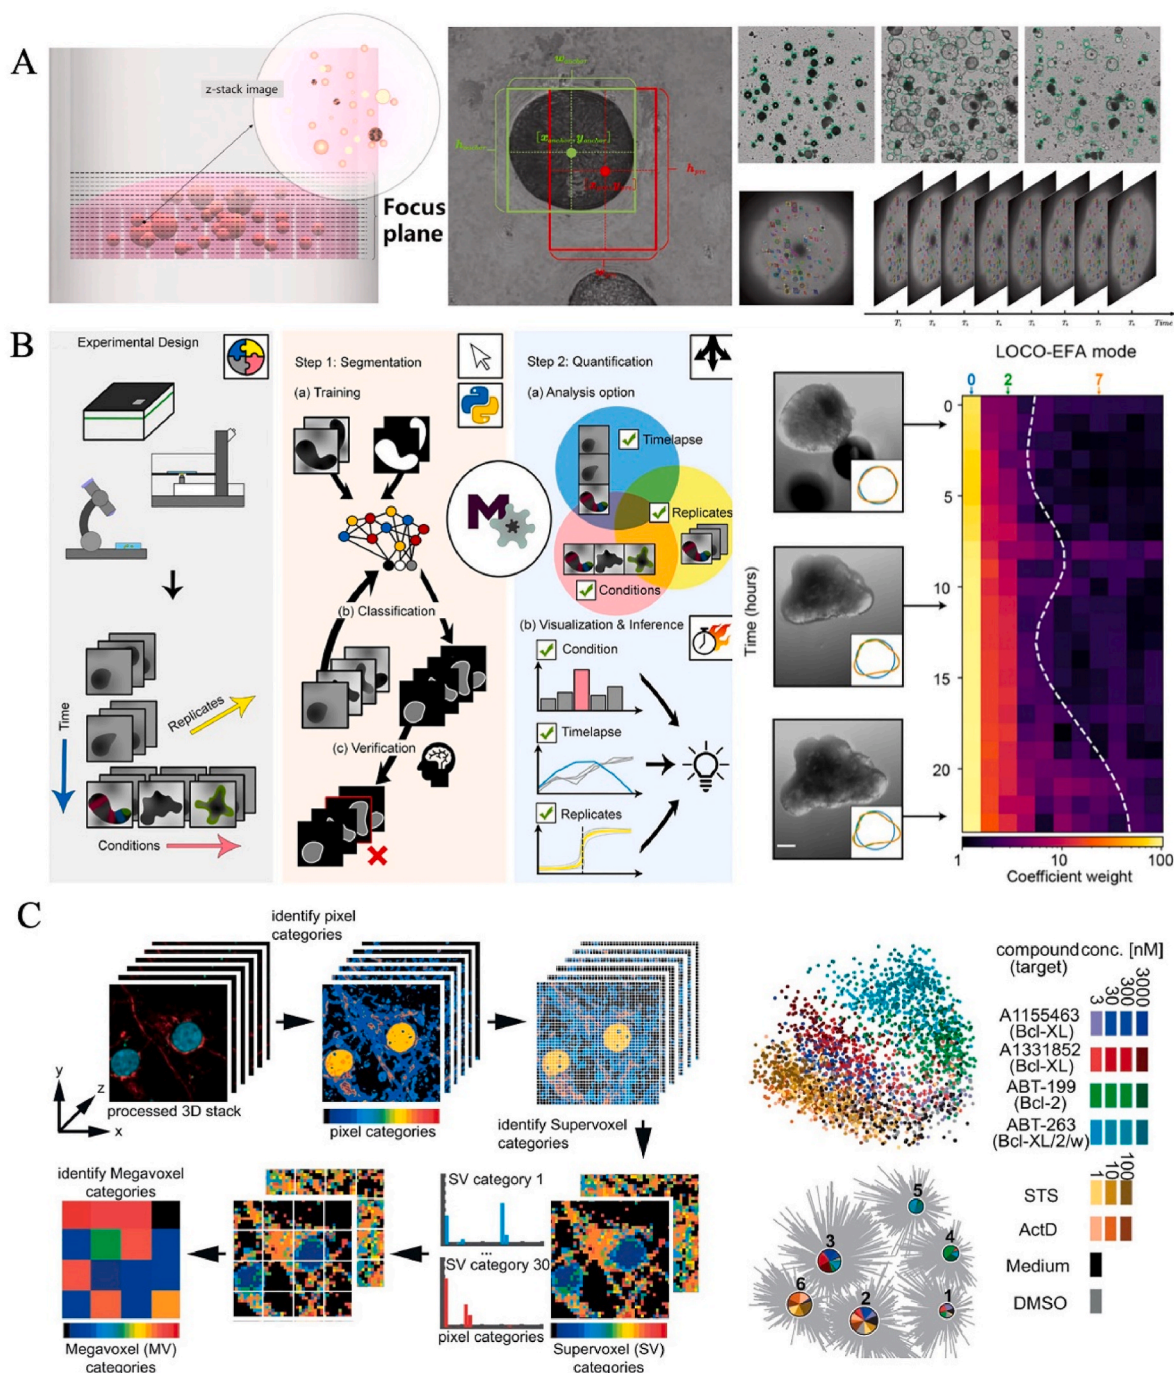 A
z-stack image
Focus
plane
Time
B
Experimental Design
Time
Replicates
Conditions
Step 1: Segmentation
(a) Training
(b) Classification
(c) Verification
Step 2: Quantification
(a) Analysis option
Timelapse
Replicates
Conditions
M
(b) Visualization & Inference
Condition
Timelapse
Replicates
LOCO-EFA mode
0 2 7
Time (hours)
0
5
10
15
20
1 10 100
Coefficient weight
C
identify pixel
categories
y
z
x
processed 3D stack
pixel categories
identify Supervoxel
categories
identify Megavoxel
categories
SV category 1
...
SV category 30
pixel categories
Megavoxel (MV)
categories
Supervoxel (SV)
categories
compound conc. [nM]
(target)
3
30
300
3000
A1155463
(Bcl-XL)
A1331852
(Bcl-XL)
ABT-199
(Bcl-2)
ABT-263
(Bcl-XL/2/w)
1
10
100
STS
ActD
Medium
DMSO
5
3
4
6
2
1